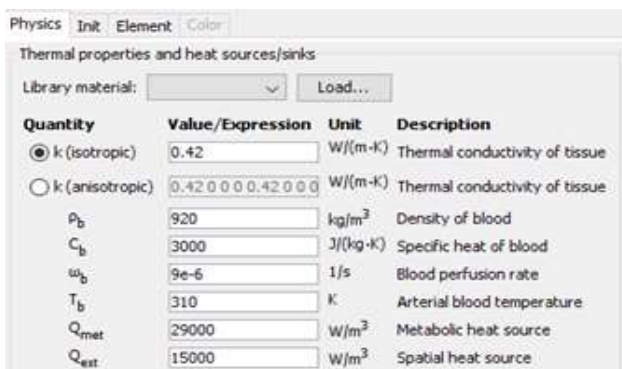 Physics Init Element Color
Thermal properties and heat sources/sinks
Library material: Load...
Quantity Value/Expression Unit Description
k (isotropic) 0.42 W/(m·K) Thermal conductivity of tissue
k (anisotropic) 0.42 0 0 0 0.42 0 0 0 W/(m·K) Thermal conductivity of tissue
ρb 920 kg/m³ Density of blood
Cb 3000 J/(kg·K) Specific heat of blood
ωb 9e-6 1/s Blood perfusion rate
Tb 310 K Arterial blood temperature
Qmet 29000 W/m³ Metabolic heat source
Qext 15000 W/m³ Spatial heat source